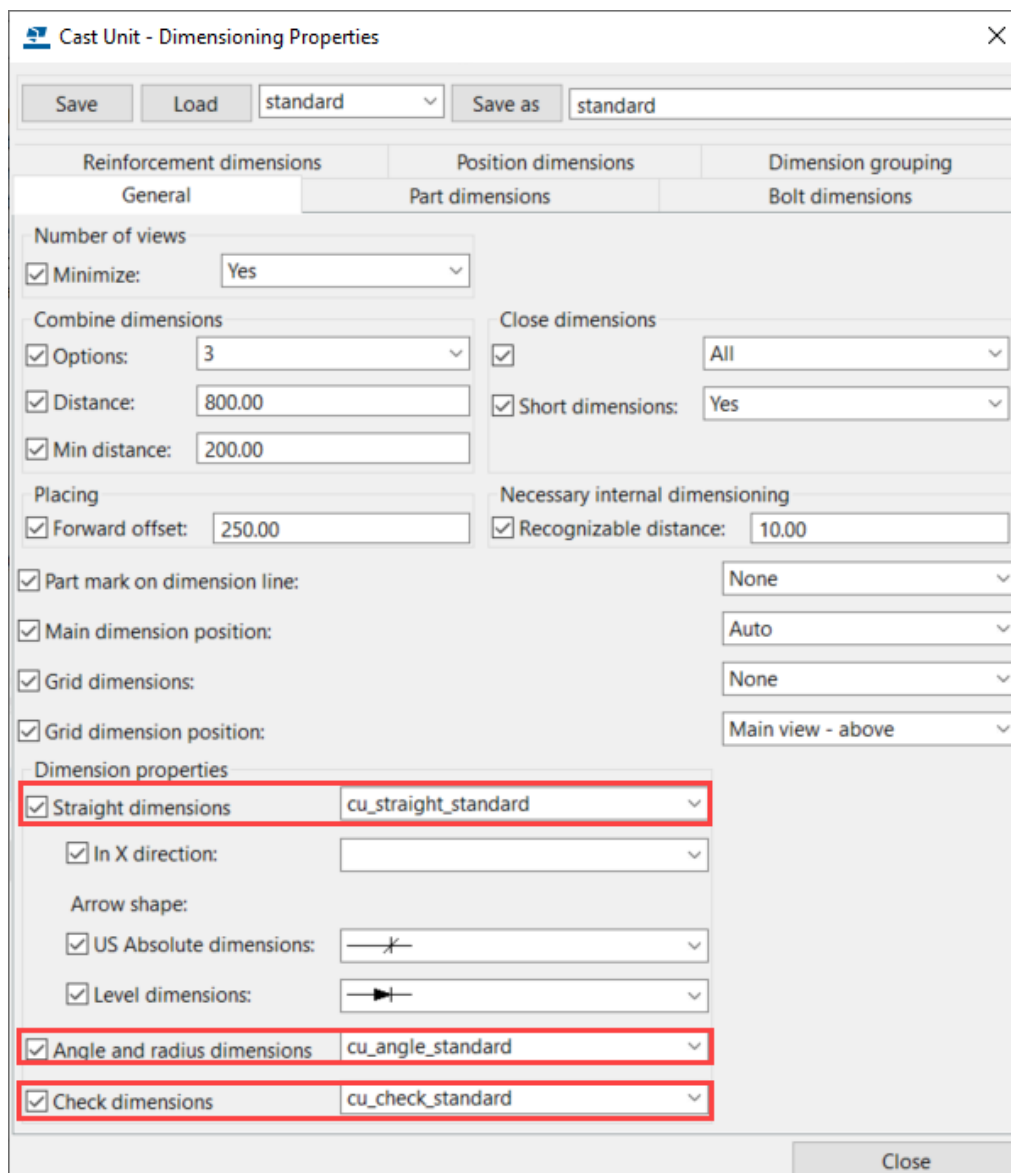 Cast Unit - Dimensioning Properties
Save Load standard Save as standard
Reinforcement dimensions Position dimensions Dimension grouping
General Part dimensions Bolt dimensions
Number of views
Minimize: Yes
Combine dimensions Close dimensions
Options: 3 All
Distance: 800.00 Short dimensions: Yes
Min distance: 200.00
Placing Necessary internal dimensioning
Forward offset: 250.00 Recognizable distance: 10.00
Part mark on dimension line: None
Main dimension position: Auto
Grid dimensions: None
Grid dimension position: Main view - above
Dimension properties
Straight dimensions cu_straight_standard
In X direction:
Arrow shape:
US Absolute dimensions:
Level dimensions:
Angle and radius dimensions cu_angle_standard
Check dimensions cu_check_standard
Close